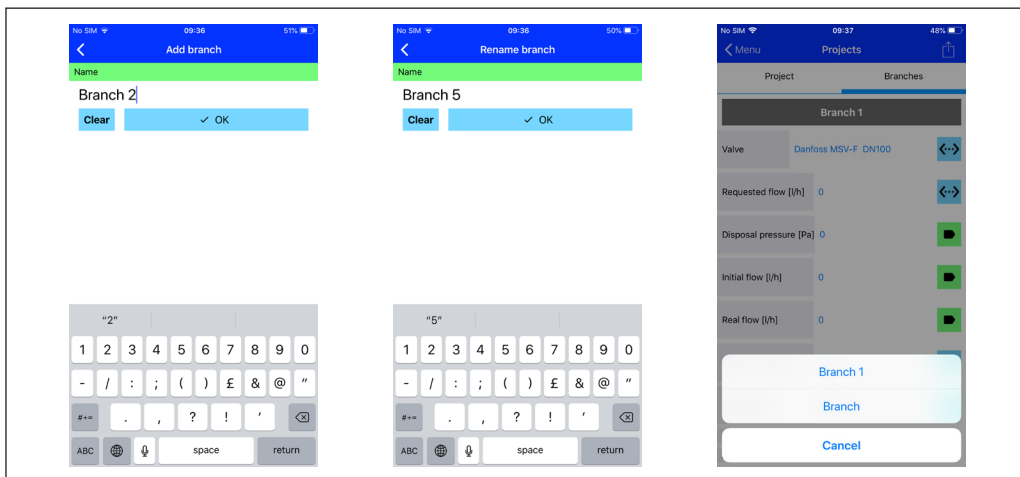 No SIM 09:36 51%
Add branch
Name
Branch 2
Clear ✓ OK
"2"
1 2 3 4 5 6 7 8 9 0
- / : ; ( ) £ & @ "
#+= . , ? ! '
ABC space return
No SIM 09:36 50%
Rename branch
Name
Branch 5
Clear ✓ OK
"5"
1 2 3 4 5 6 7 8 9 0
- / : ; ( ) £ & @ "
#+= . , ? ! '
ABC space return
No SIM 09:37 48%
Menu Projects
Project Branches
Branch 1
Valve Danfoss MSV-F DN100
Requested flow [l/h] 0
Disposal pressure [Pa] 0
Initial flow [l/h] 0
Real flow [l/h] 0
Branch 1
Branch
Cancel